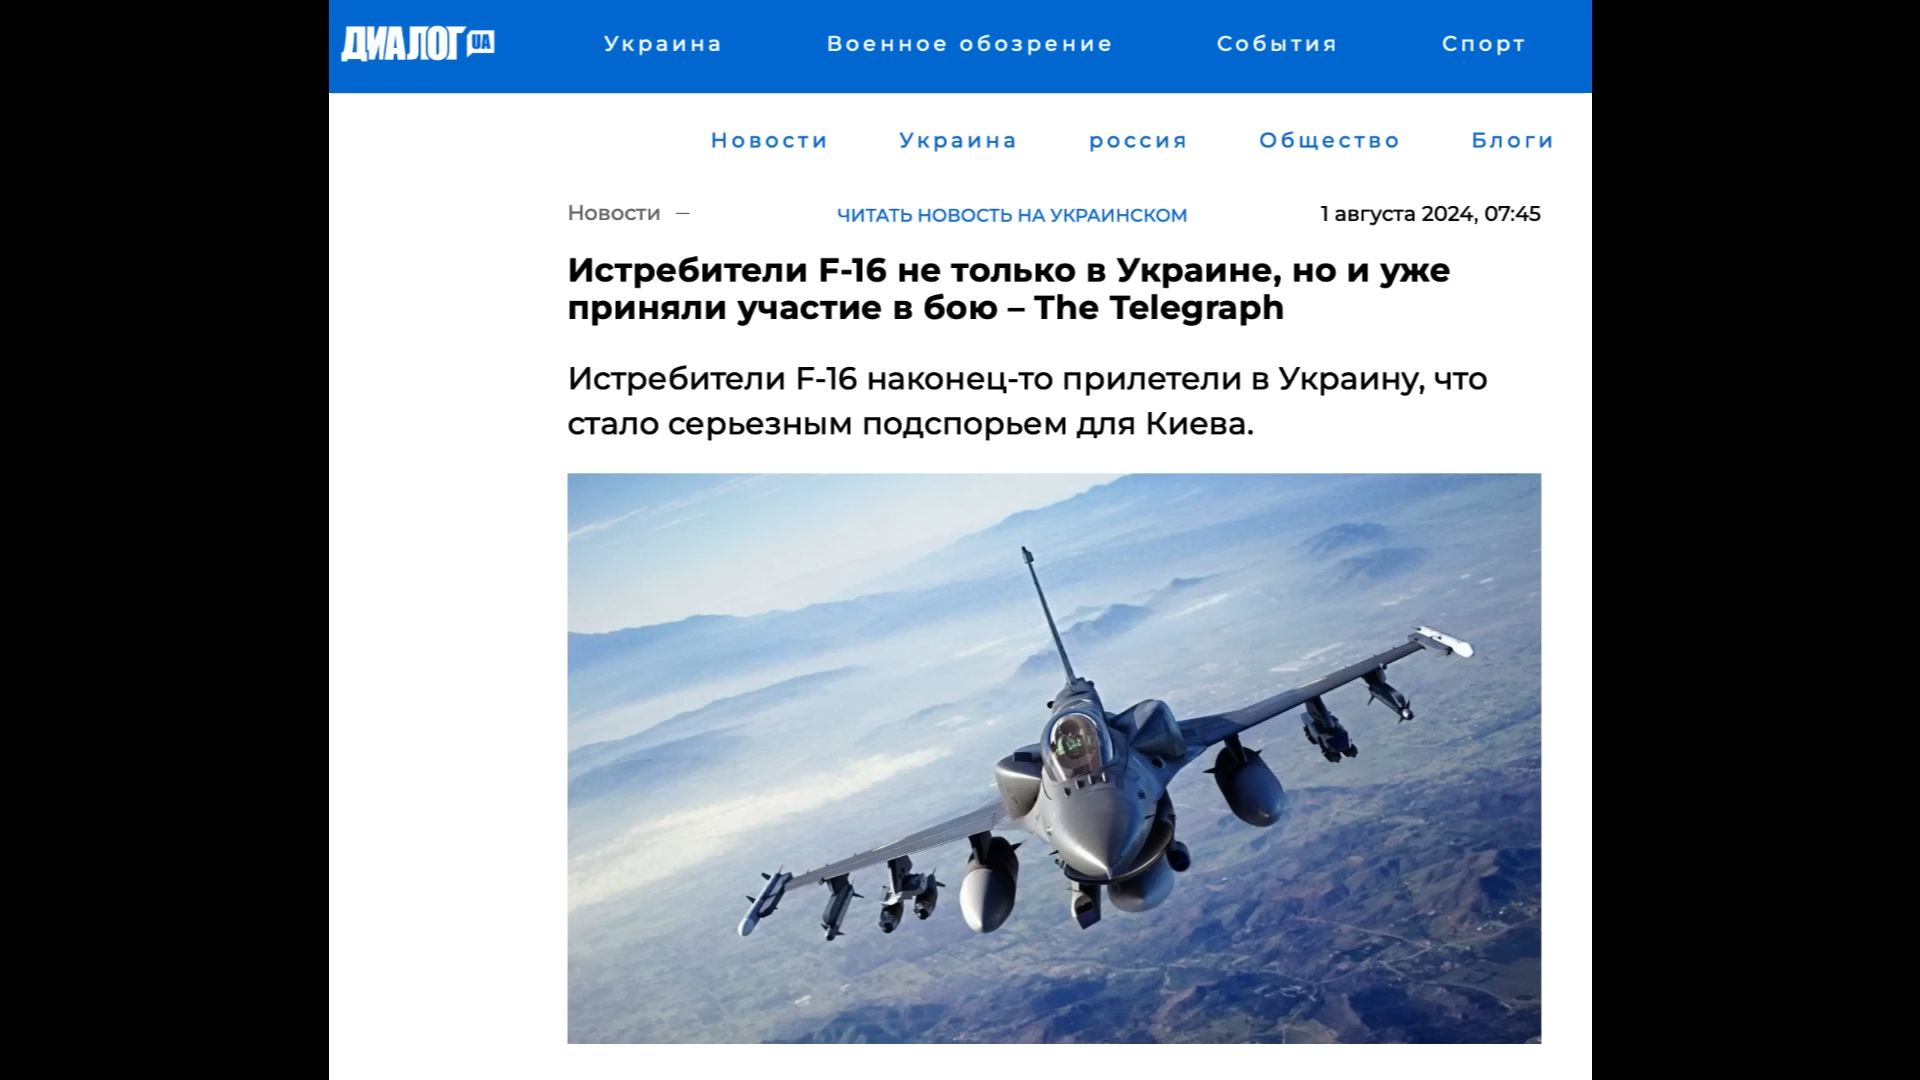 ДИАЛОГ UA
Украина
Военное обозрение
События
Спорт
Новости
Украина
россия
Общество
Блоги
Новости —
ЧИТАТЬ НОВОСТЬ НА УКРАИНСКОМ
1 августа 2024, 07:45
Истребители F-16 не только в Украине, но и уже
приняли участие в бою – The Telegraph
Истребители F-16 наконец-то прилетели в Украину, что
стало серьезным подспорьем для Киева.